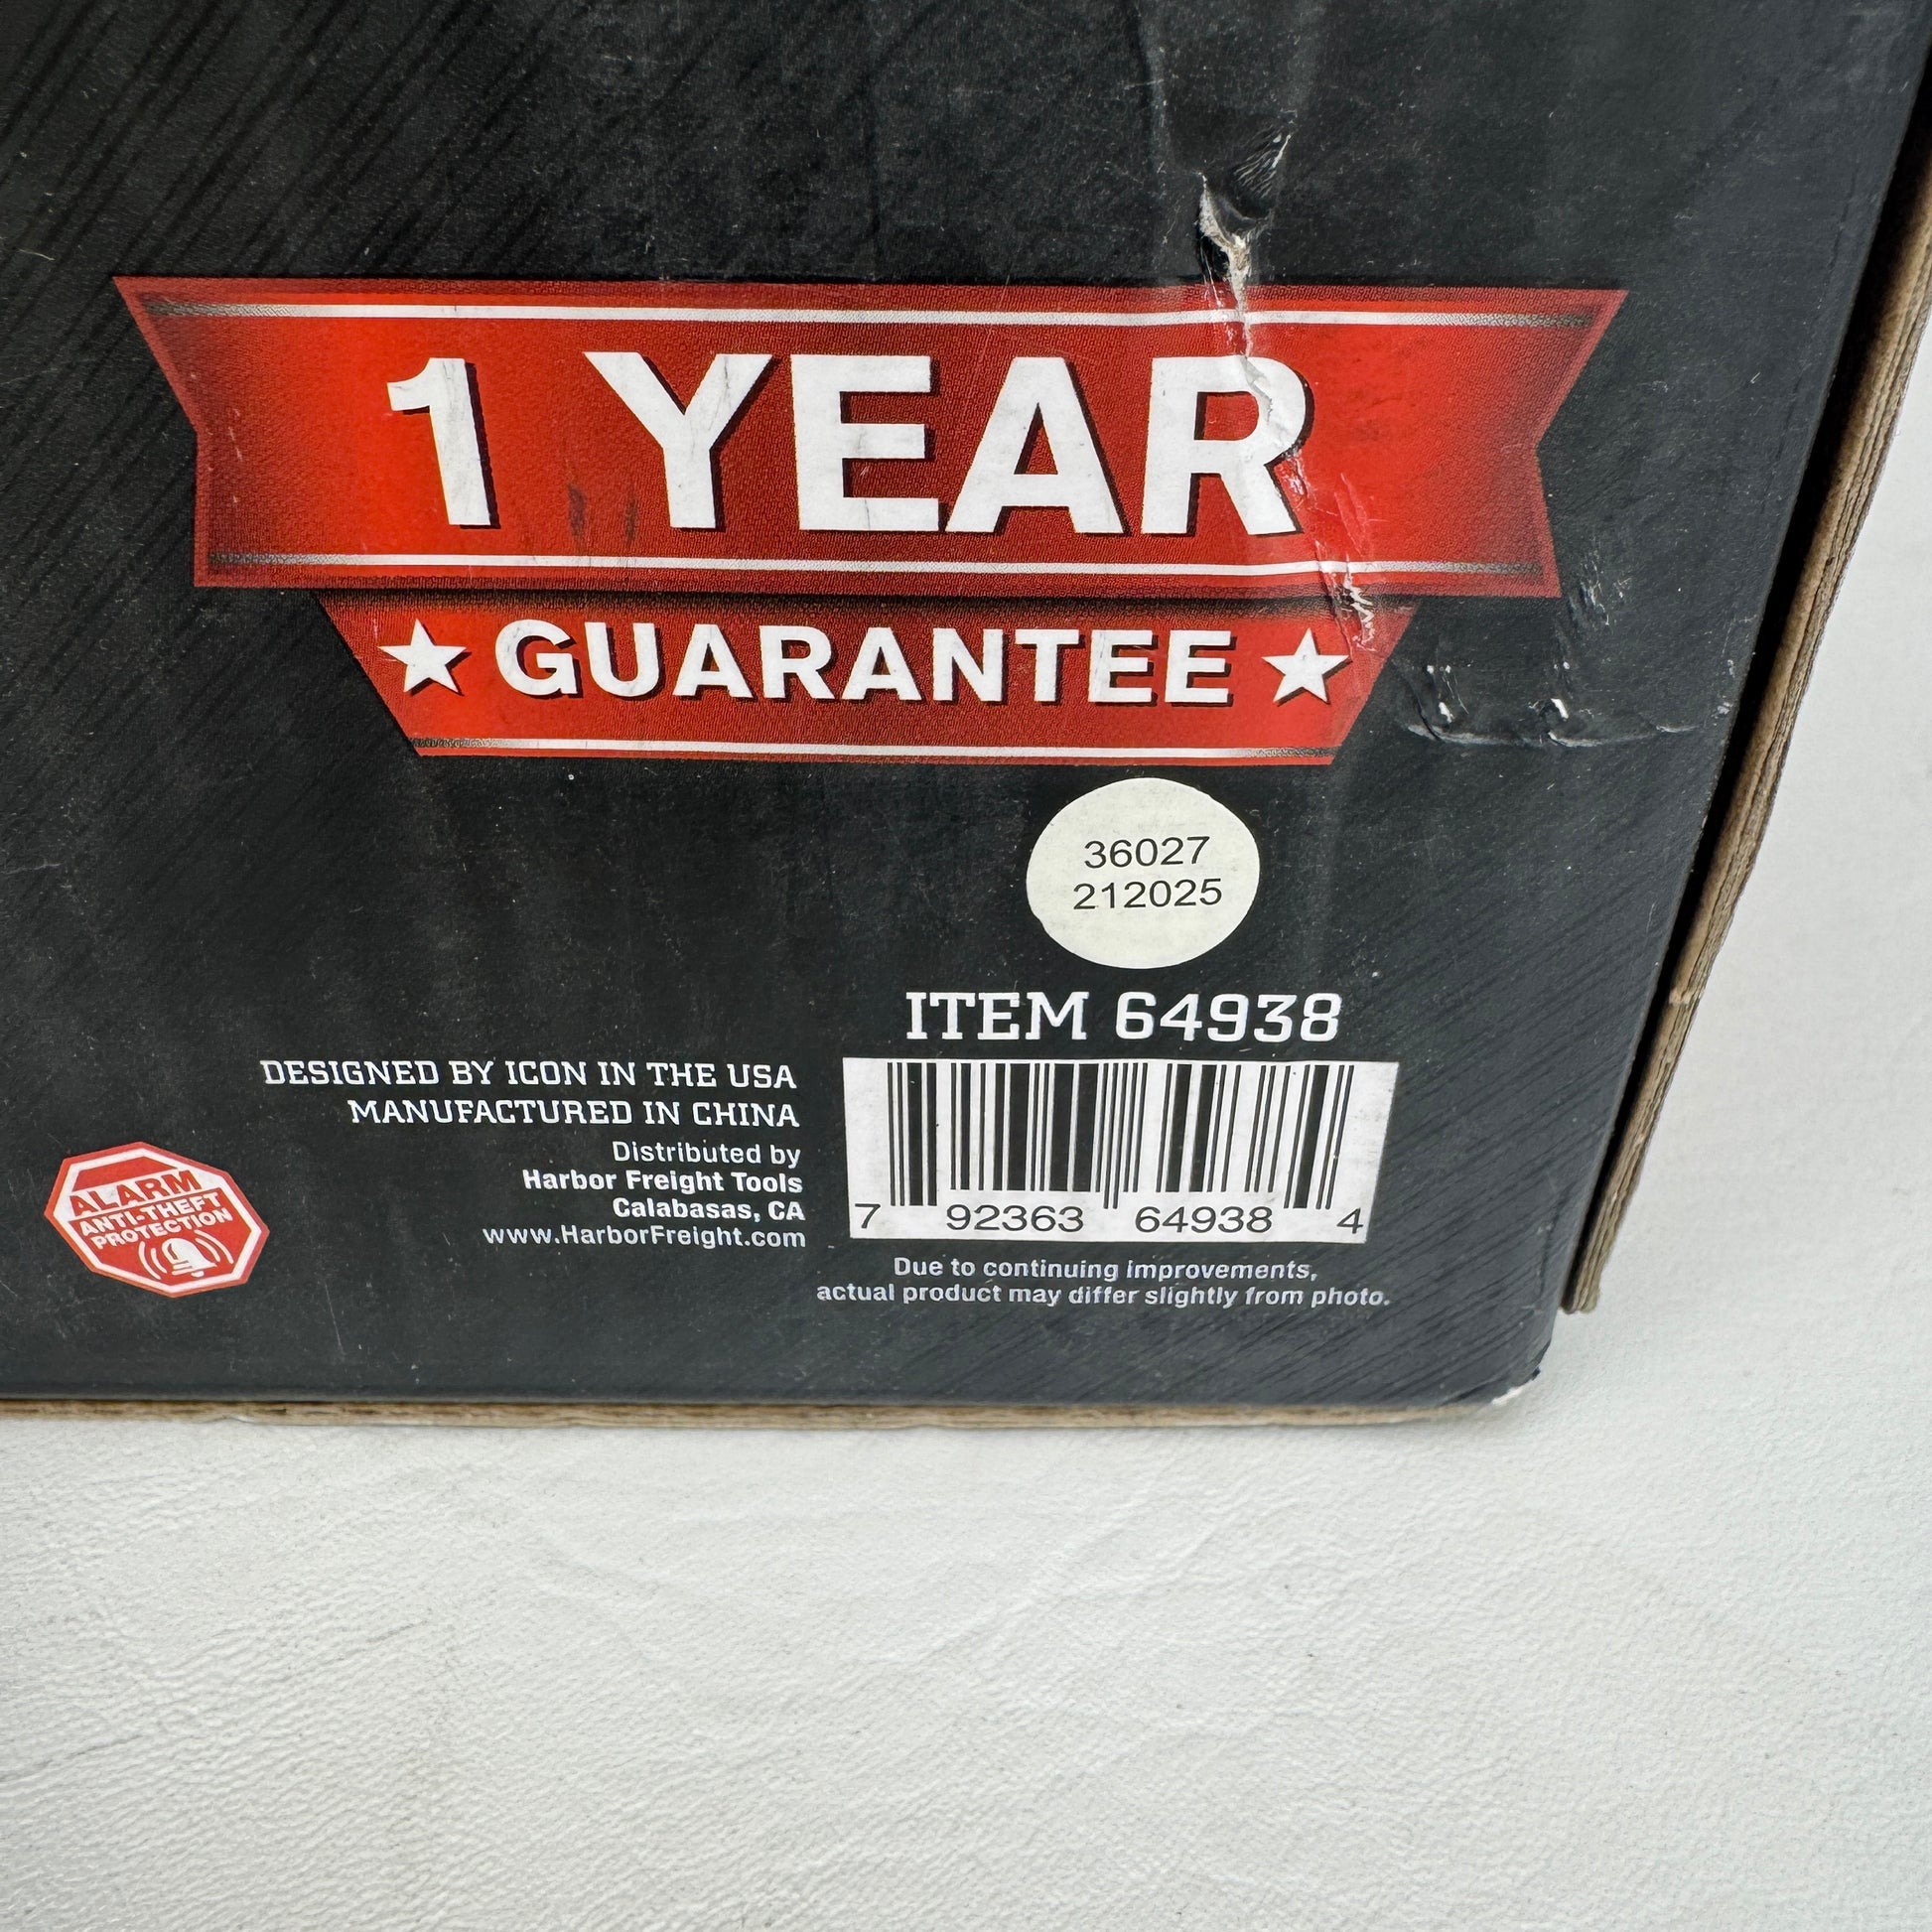 1 YEAR
★ GUARANTEE ★
36027
212025
ITEM 64938
DESIGNED BY ICON IN THE USA
MANUFACTURED IN CHINA
Distributed by
Harbor Freight Tools
Calabasas, CA
www.HarborFreight.com
7 92363 64938 4
Due to continuing improvements,
actual product may differ slightly from photo.
ALARM
ANTI-THEFT
PROTECTION